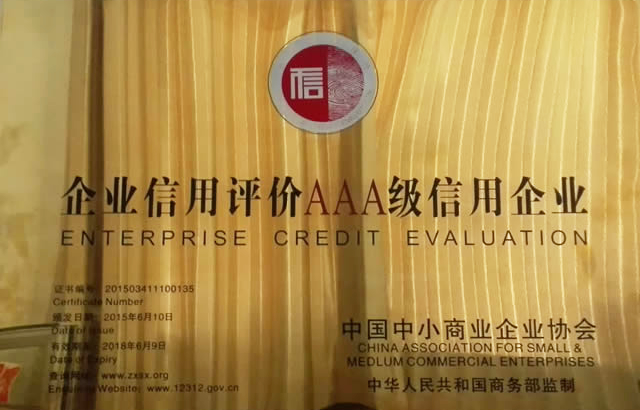 信
企业信用评价AAA级信用企业
ENTERPRISE CREDIT EVALUATION
证书编号: 201503411100135
Certificate Number
颁发日期: 2015年6月10日
Date of Issue
有效期至: 2018年6月9日
Date of Expiry
查询网址: www.zxsx.org
Enquiries Website: www.12312.gov.cn
中国中小商业企业协会
CHINA ASSOCIATION FOR SMALL &
MEDLUM COMMERCIAL ENTERPRISES
中华人民共和国商务部监制